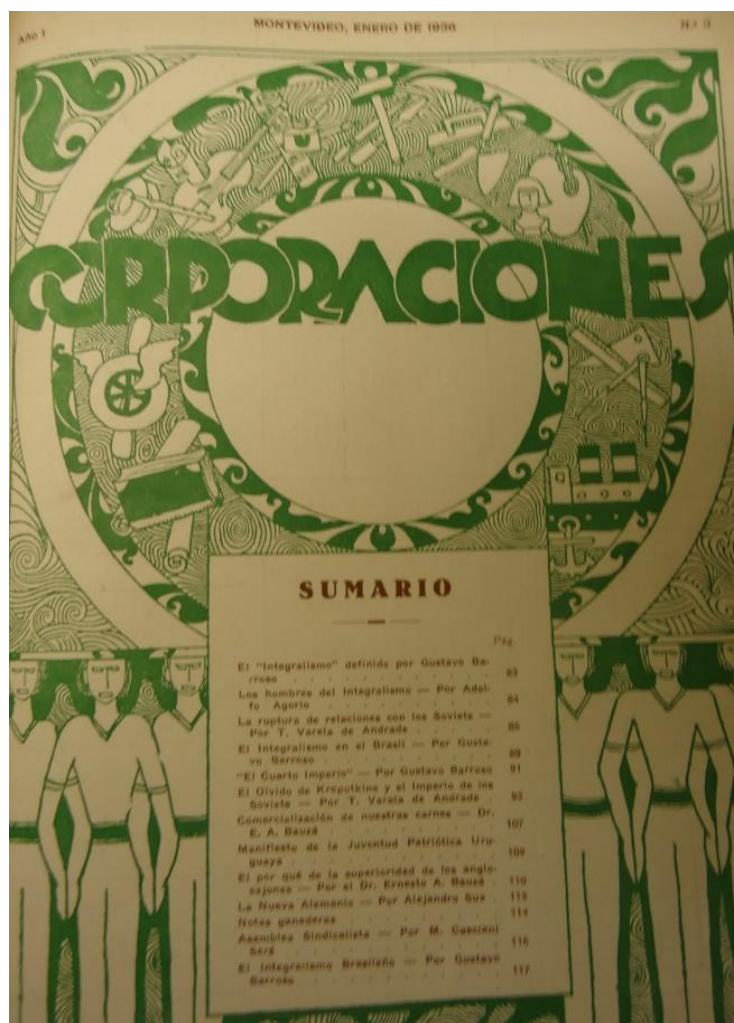 Año I
MONTEVIDEO, ENERO DE 1936
CORPORACIONES
SUMARIO
Pág.
El "Integralismo" definido por Gustavo Ba-
rroso . . . . . . . . 83
Los hombres del Integralismo — Por Adol-
fo Agorio . . . . . . . . 84
La ruptura de relaciones con los Soviets —
Por T. Varela de Andrade . . . . 85
El Integralismo en el Brasil — Por Gusta-
vo Barroso . . . . . . . . 89
"El Cuarto Imperio" — Por Gustavo Barroso 91
El Olvido de Kropotkine y el Imperio de los
Soviets — Por T. Varela de Andrade . 93
Comercialización de nuestras carnes — Dr.
E. A. Bauzá . . . . . . . . 107
Manifiesto de la Juventud Patriótica Uru-
guaya . . . . . . . . 109
El por qué de la superioridad de los anglo-
sajones — Por el Dr. Ernesto A. Bauzá . 110
La Nueva Alemania — Por Alejandro Sux . 113
Notas ganaderas . . . . . . . 114
Asamblea Sindicalista — Por M. Casciani
Seré . . . . . . . . 116
El Integralismo Brasileño — Por Gustavo
Barroso . . . . . . . . 117